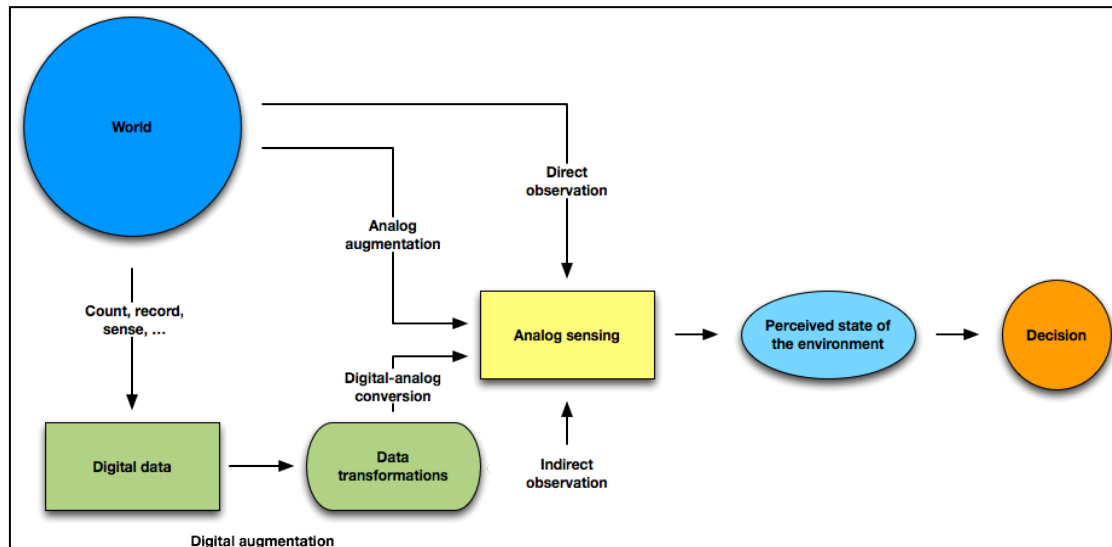 World
Direct
observation
Analog
augmentation
Count, record,
sense, ...
Analog sensing
Perceived state of
the environment
Decision
Digital-analog
conversion
Digital data
Data
transformations
Indirect
observation
Digital augmentation